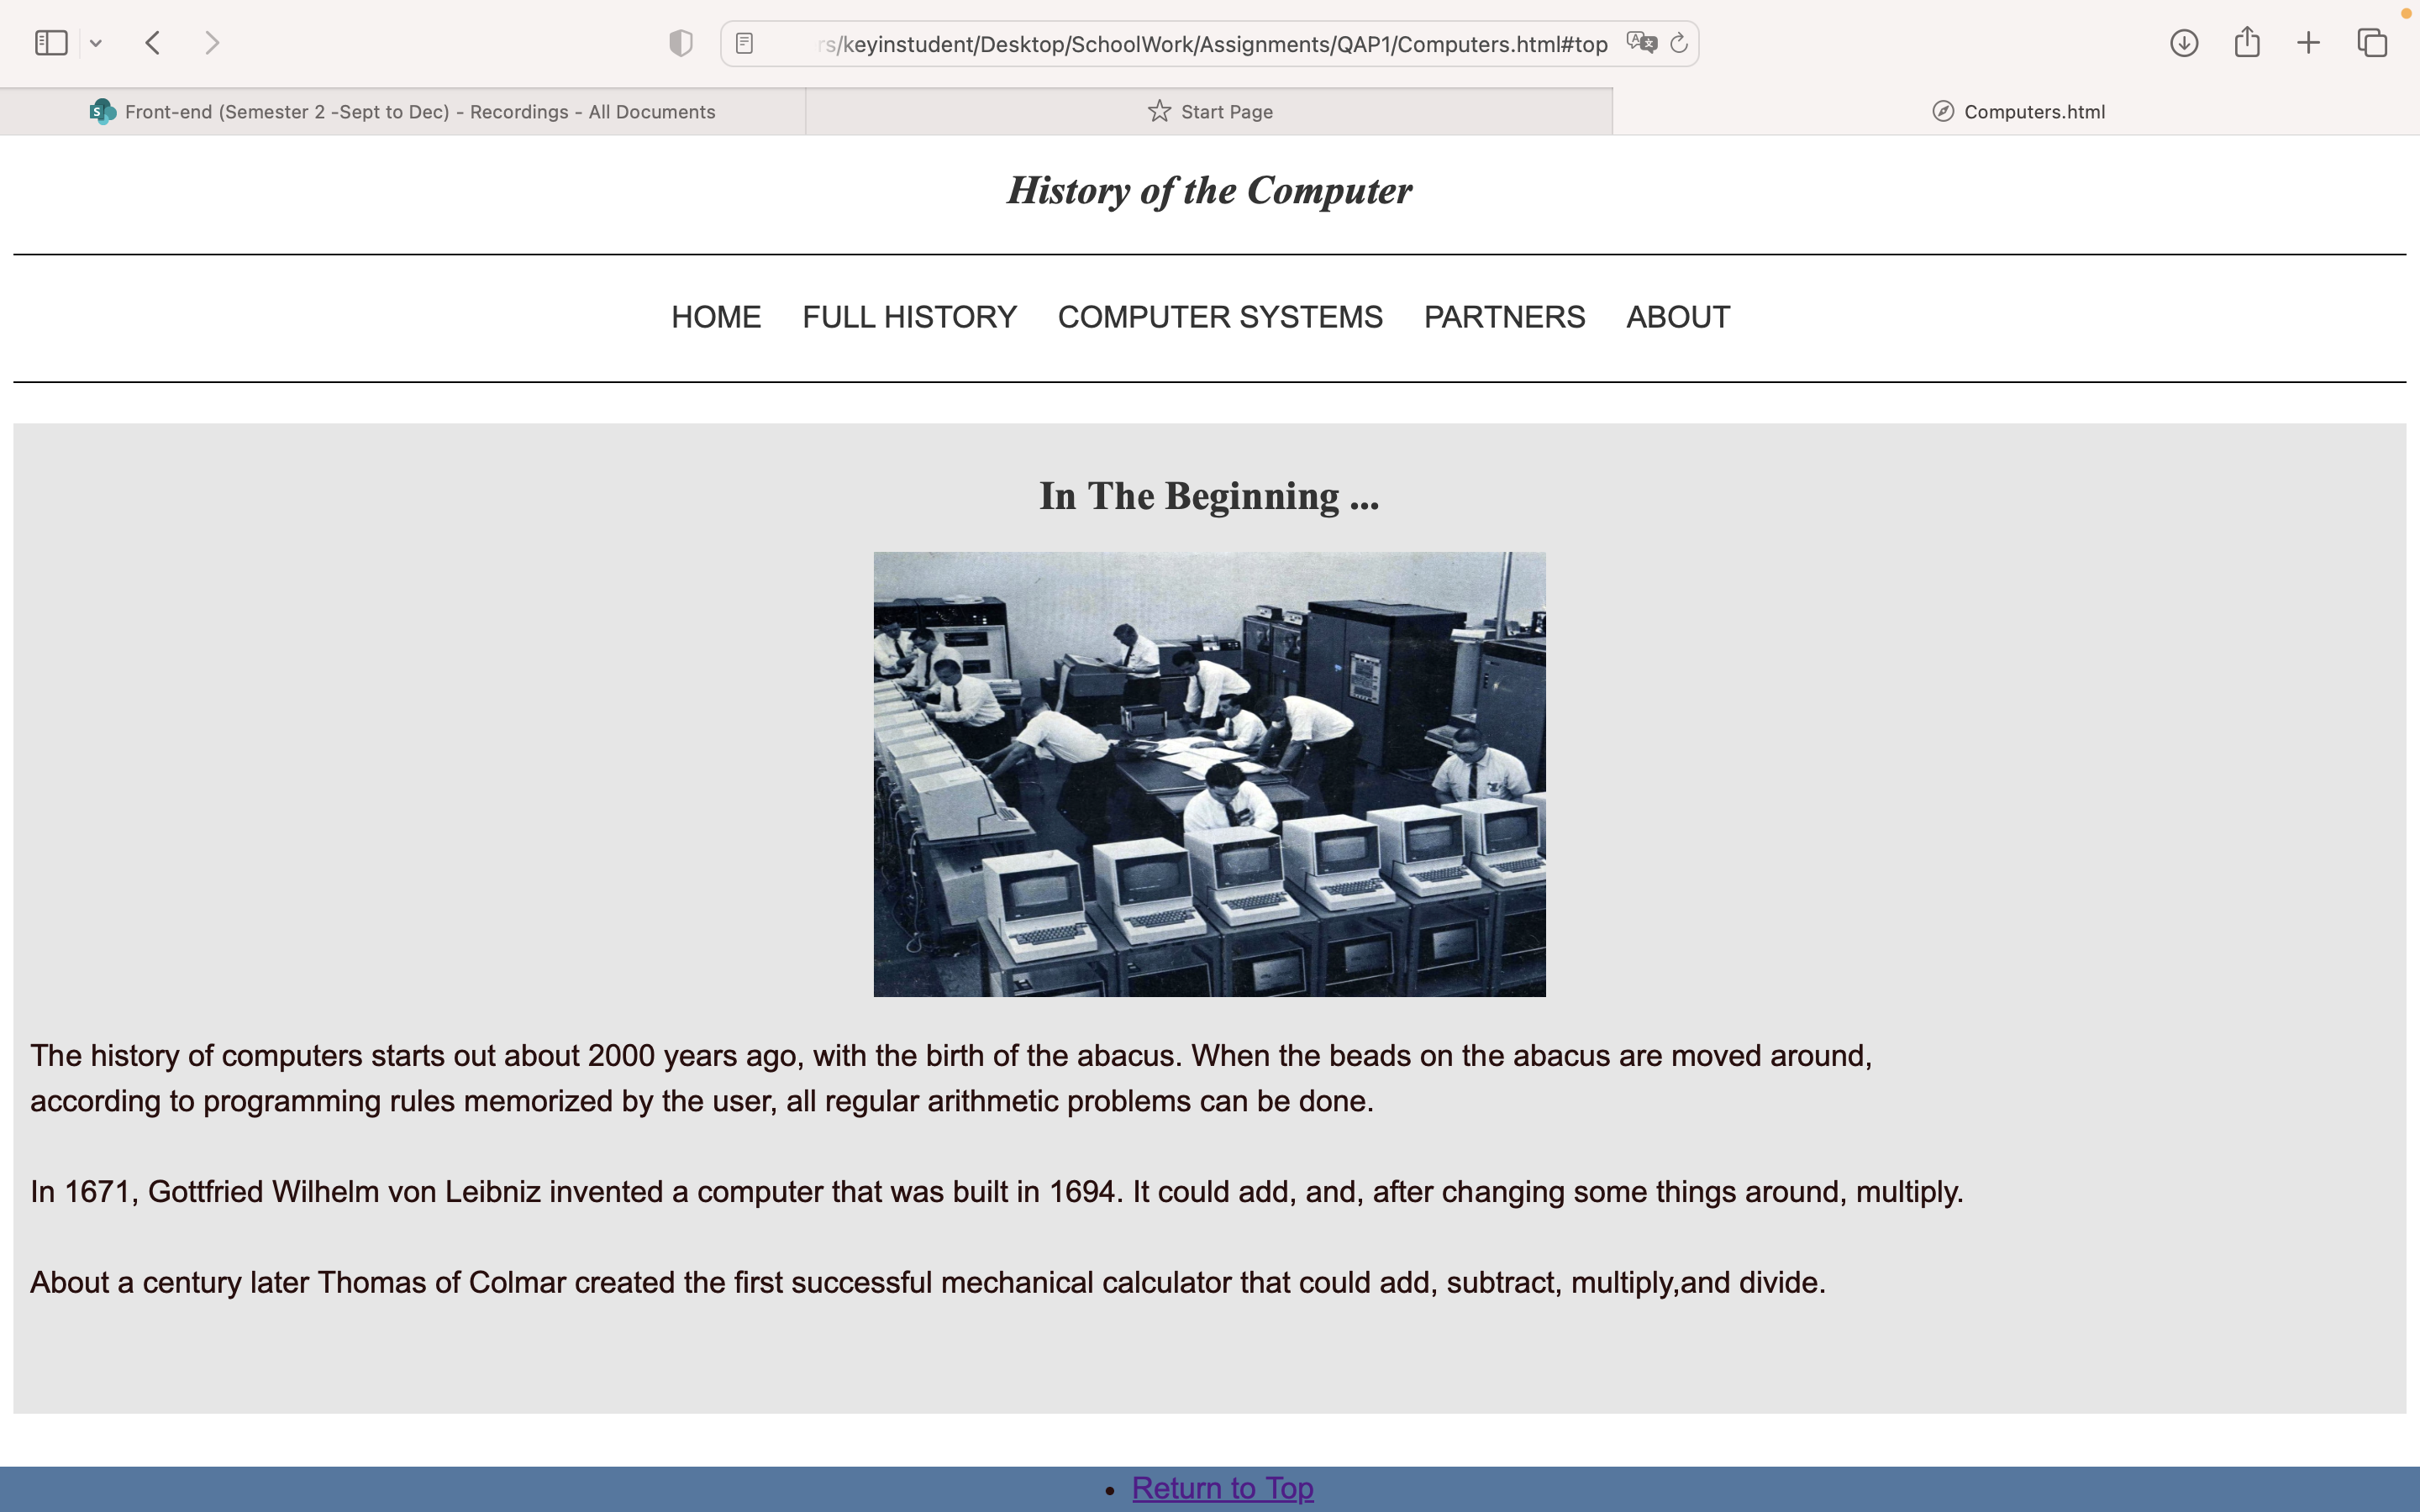 rs/keyinstudent/Desktop/SchoolWork/Assignments/QAP1/Computers.html#top
Front-end (Semester 2 -Sept to Dec) - Recordings - All Documents
Start Page
Computers.html
History of the Computer
HOME FULL HISTORY COMPUTER SYSTEMS PARTNERS ABOUT
In The Beginning ...
The history of computers starts out about 2000 years ago, with the birth of the abacus. When the beads on the abacus are moved around,
according to programming rules memorized by the user, all regular arithmetic problems can be done.
In 1671, Gottfried Wilhelm von Leibniz invented a computer that was built in 1694. It could add, and, after changing some things around, multiply.
About a century later Thomas of Colmar created the first successful mechanical calculator that could add, subtract, multiply,and divide.
• Return to Top